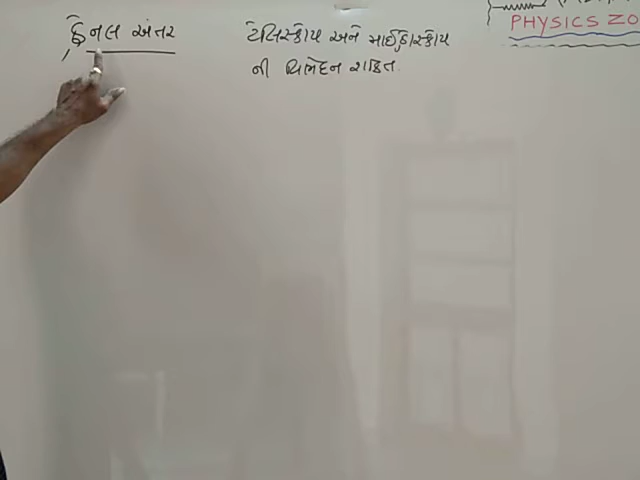 ફ્રેનલ અંતર
ટેલિસ્કોપ અને માઈક્રોસ્કોપ
ની વિભેદન શક્તિ.
PHYSICS ZO